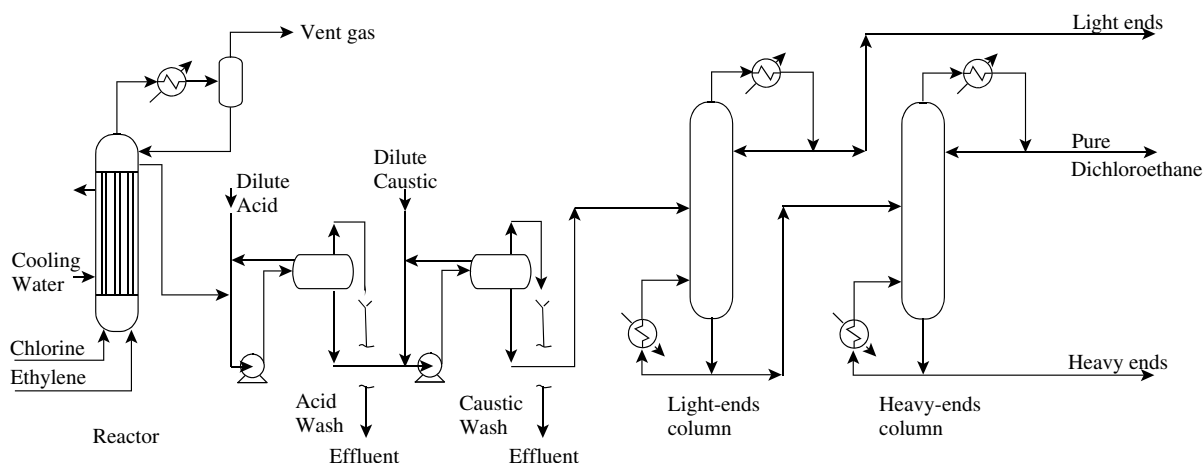 Light ends
Vent gas
Pure
Dichloroethane
Dilute
Caustic
Dilute
Acid
Cooling
Water
Chlorine
Ethylene
Heavy ends
Acid
Wash
Caustic
Wash
Light-ends
column
Heavy-ends
column
Reactor
Effluent
Effluent